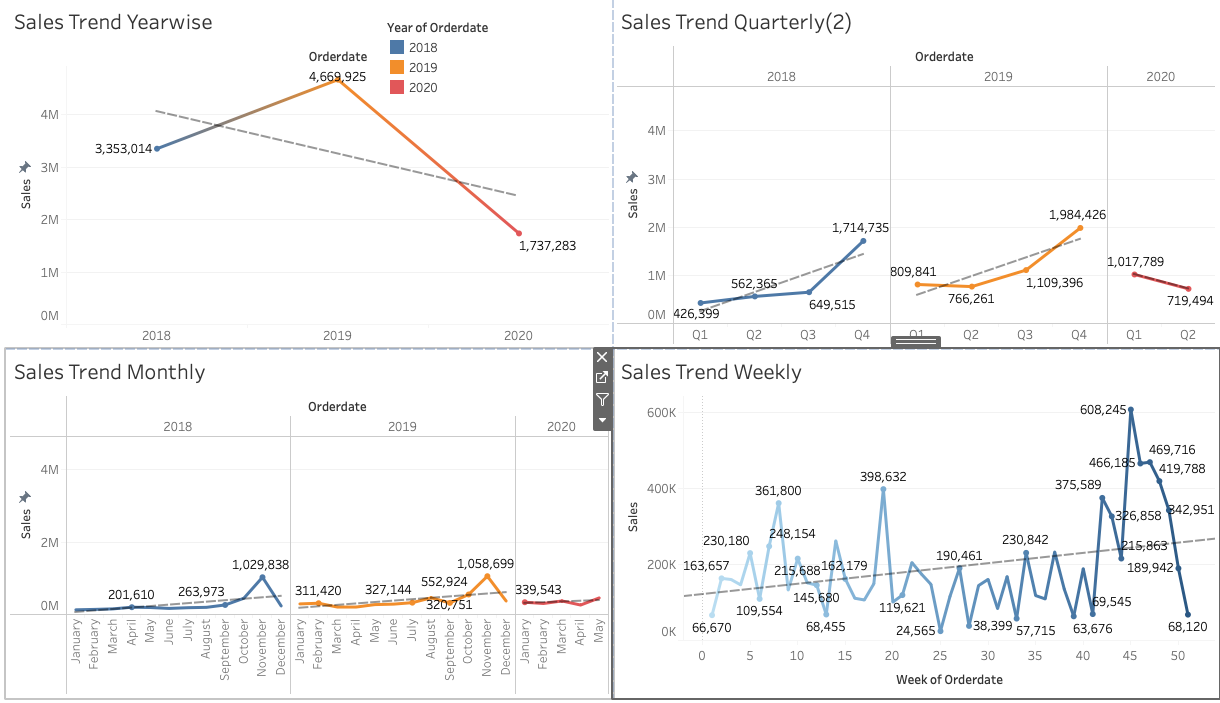 Sales Trend Yearwise
Year of Orderdate
2018
2019
2020
Orderdate
4,669,925
4M
3,353,014
3M
Sales
2M
1,737,283
1M
0M
2018 2019 2020
Sales Trend Quarterly(2)
Orderdate
2018 2019 2020
4M
3M
Sales
2M
1,984,426
1,714,735
1M
1,017,789
809,841
562,365
649,515
766,261
1,109,396
719,494
426,399
0M
Q1 Q2 Q3 Q4 Q1 Q2 Q3 Q4 Q1 Q2
Sales Trend Monthly
Orderdate
2018 2019 2020
4M
Sales
2M
1,029,838
1,058,699
201,610
263,973
311,420
327,144
552,924
320,751
339,543
0M
January
February
March
April
May
June
July
August
September
October
November
December
January
February
March
April
May
June
July
August
September
October
November
December
January
February
March
April
May
Sales Trend Weekly
600K
608,245
469,716
466,185
419,788
400K
398,632
375,589
361,800
342,951
326,858
Sales
248,154
230,180
230,842
215,688
215,863
200K
190,461
189,942
163,657
162,179
145,680
109,554
119,621
69,545
66,670
68,455
24,565
38,399
57,715
63,676
68,120
0K
0 5 10 15 20 25 30 35 40 45 50
Week of Orderdate